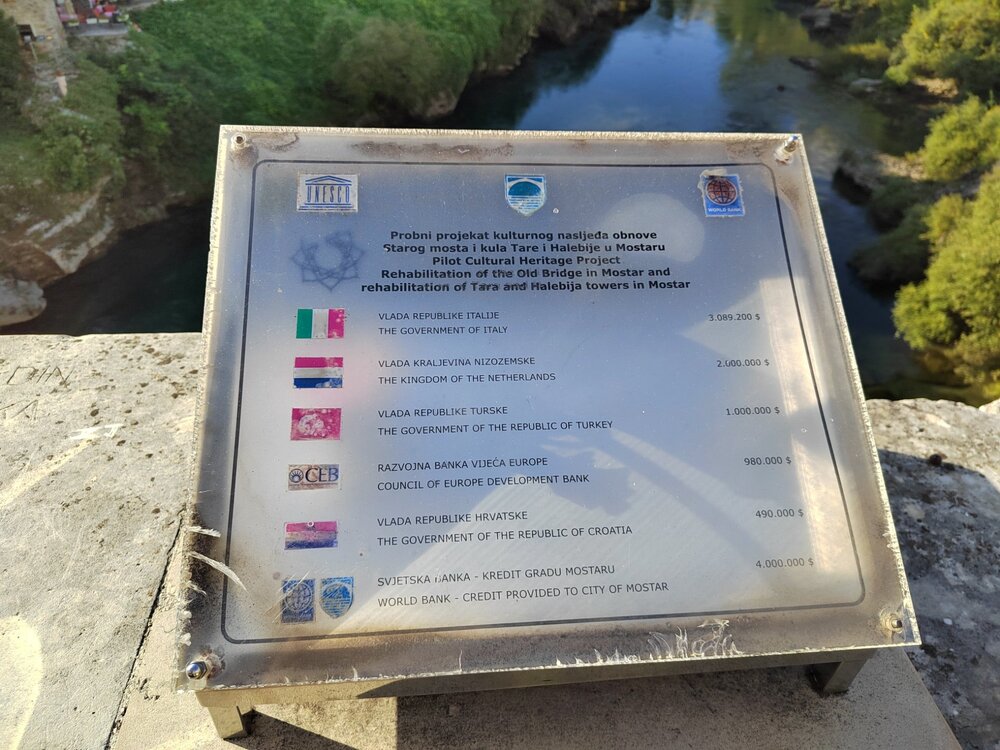 UNESCO
WORLD BANK
Probni projekat kulturnog nasljeđa obnove
Starog mosta i kula Tare i Halebije u Mostaru
Pilot Cultural Heritage Project
Rehabilitation of the Old Bridge in Mostar and
rehabilitation of Tara and Halebija towers in Mostar
VLADA REPUBLIKE ITALIJE 3.089.200 $
THE GOVERNMENT OF ITALY
VLADA KRALJEVINA NIZOZEMSKE 2.000.000 $
THE KINGDOM OF THE NETHERLANDS
VLADA REPUBLIKE TURSKE 1.000.000 $
THE GOVERNMENT OF THE REPUBLIC OF TURKEY
CEB
RAZVOJNA BANKA VIJEĆA EUROPE 980.000 $
COUNCIL OF EUROPE DEVELOPMENT BANK
VLADA REPUBLIKE HRVATSKE 490.000 $
THE GOVERNMENT OF THE REPUBLIC OF CROATIA
SVJETSKA BANKA - KREDIT GRADU MOSTARU 4.000.000 $
WORLD BANK - CREDIT PROVIDED TO CITY OF MOSTAR